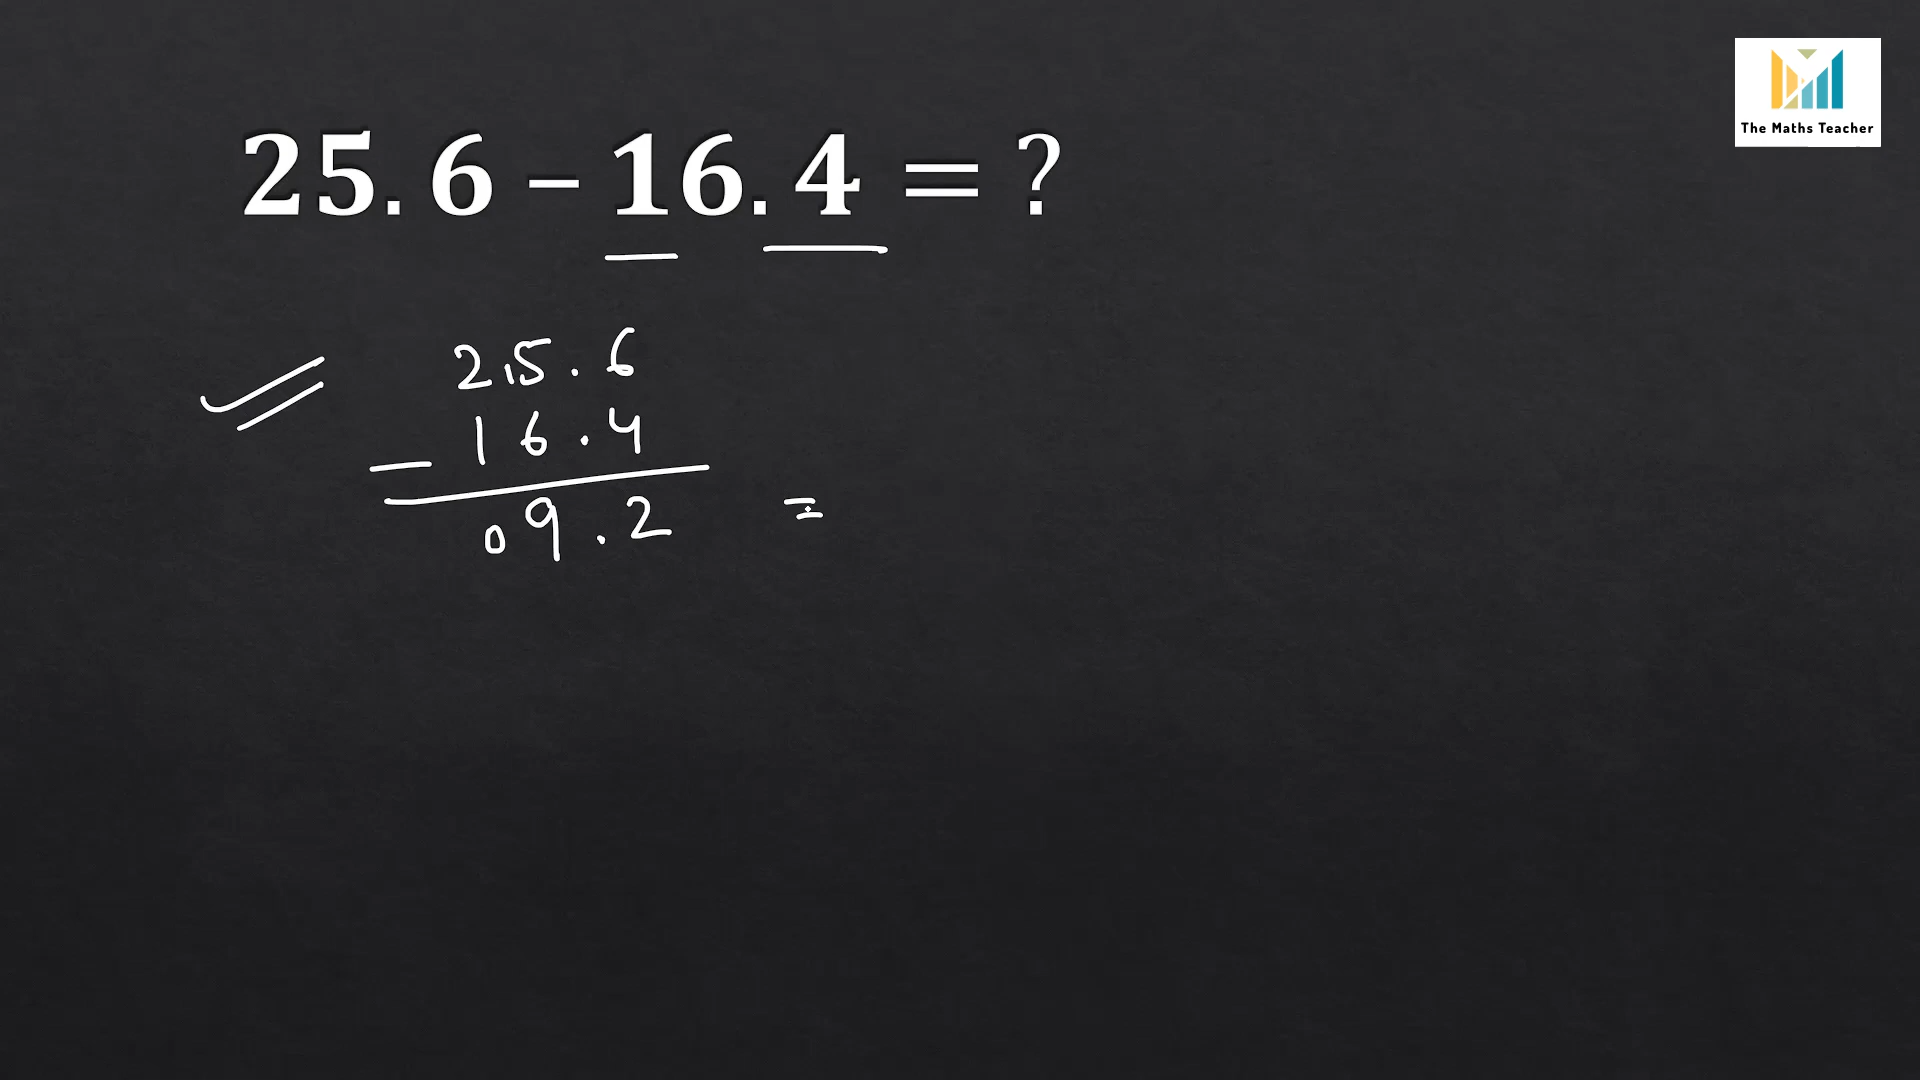 The Maths Teacher
25.6 – 16.4 = ?
25.6
16.4
–
09.2 =